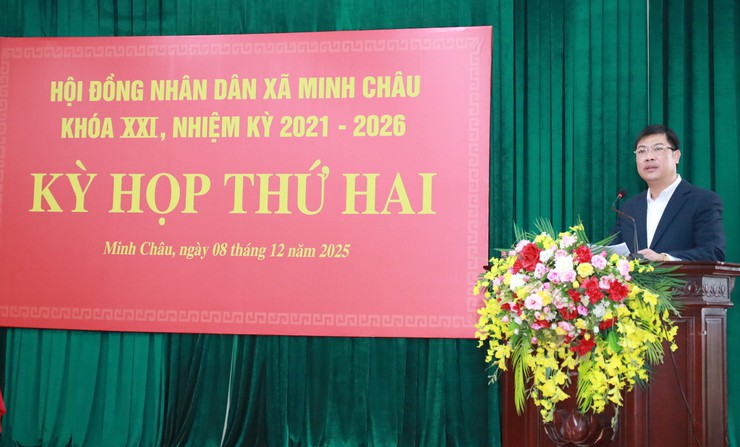 HỘI ĐỒNG NHÂN DÂN XÃ MINH CHÂU
KHÓA XXI, NHIỆM KỲ 2021 - 2026
KỲ HỌP THỨ HAI
Minh Châu, ngày 08 tháng 12 năm 2025